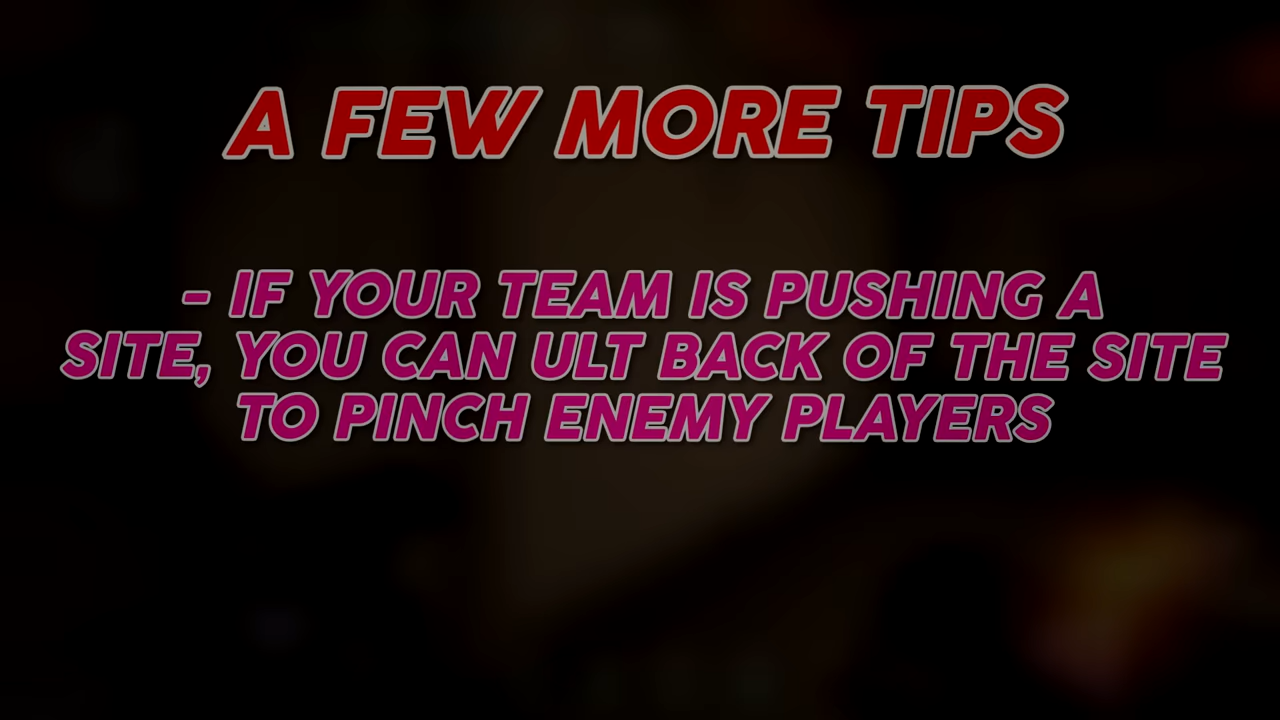 A FEW MORE TIPS
- IF YOUR TEAM IS PUSHING A
SITE, YOU CAN ULT BACK OF THE SITE
TO PINCH ENEMY PLAYERS